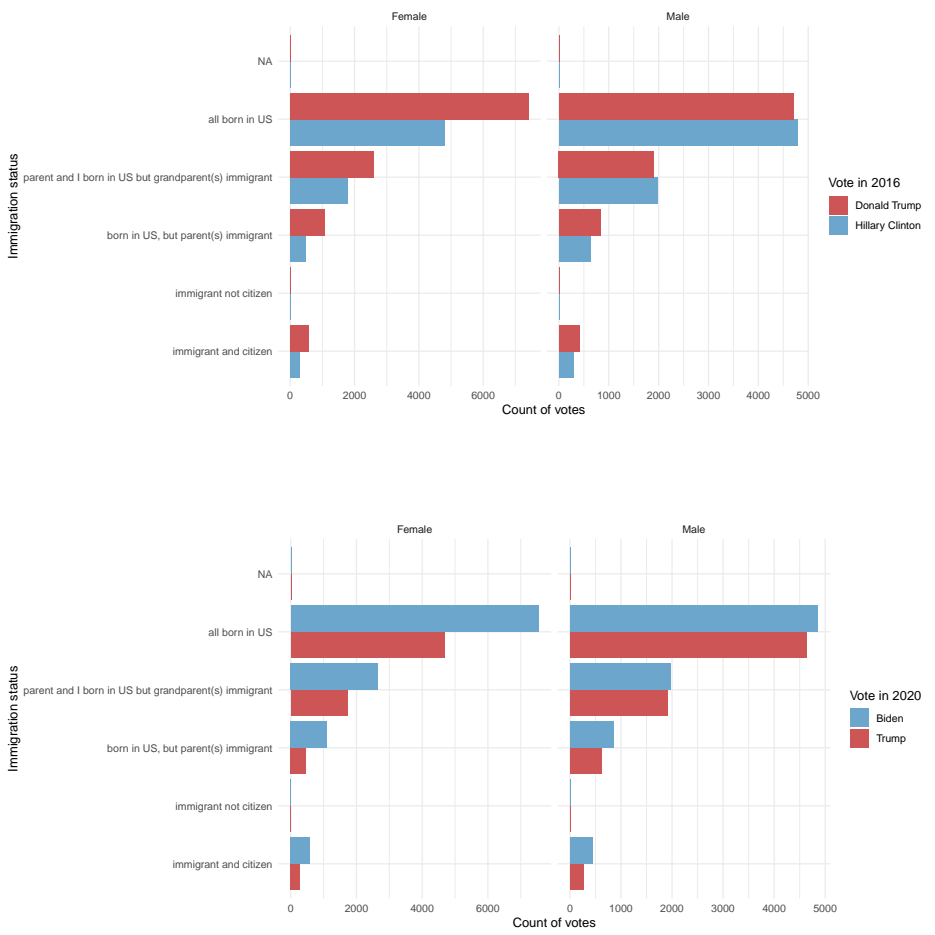 Female
Male
NA
all born in US
parent and I born in US but grandparent(s) immigrant
born in US, but parent(s) immigrant
immigrant not citizen
immigrant and citizen
Immigration status
0 2000 4000 6000
0 1000 2000 3000 4000 5000
Count of votes
Vote in 2016
Donald Trump
Hillary Clinton
Female
Male
NA
all born in US
parent and I born in US but grandparent(s) immigrant
born in US, but parent(s) immigrant
immigrant not citizen
immigrant and citizen
Immigration status
0 2000 4000 6000
0 1000 2000 3000 4000 5000
Count of votes
Vote in 2020
Biden
Trump